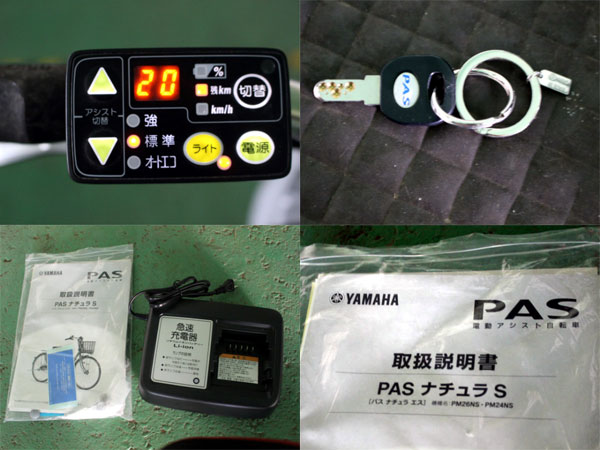 20
%
残km
km/h
切替
アシスト
切替
強
標準
オートエコ
ライト
電源
PAS
YAMAHA
PAS
取扱説明書
PAS ナチュラ S
急速
充電器
Li-ion
YAMAHA
PAS
電動アシスト自転車
取扱説明書
PAS ナチュラ S
[パス ナチュラ エス] 機種名 PM26NS・PM24NS